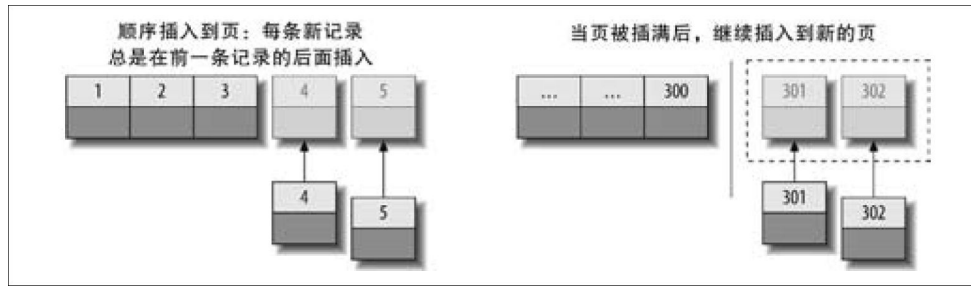 顺序插入到页：每条新记录
总是在前一条记录的后面插入
1 2 3 4 5
4
5
当页被插满后，继续插入到新的页
... ... 300 301 302
301
302